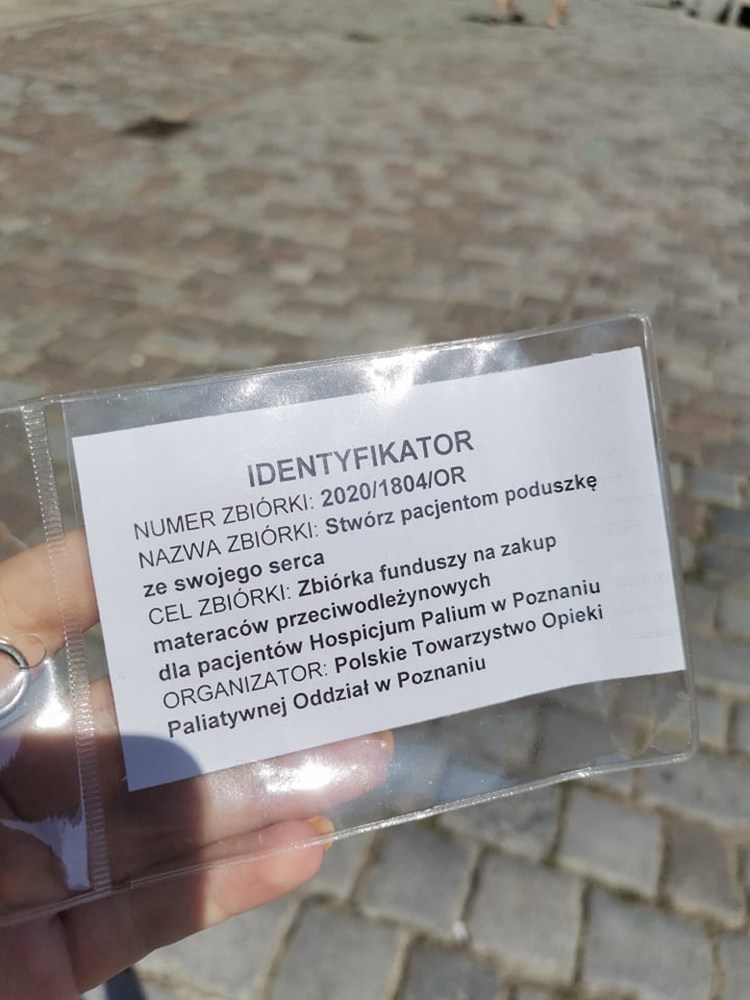 IDENTYFIKATOR
NUMER ZBIÓRKI: 2020/1804/OR
NAZWA ZBIÓRKI: Stwórz pacjentom poduszkę
ze swojego serca
CEL ZBIÓRKI: Zbiórka funduszy na zakup
materaców przeciwodleżynowych
dla pacjentów Hospicjum Palium w Poznaniu
ORGANIZATOR: Polskie Towarzystwo Opieki
Paliatywnej Oddział w Poznaniu